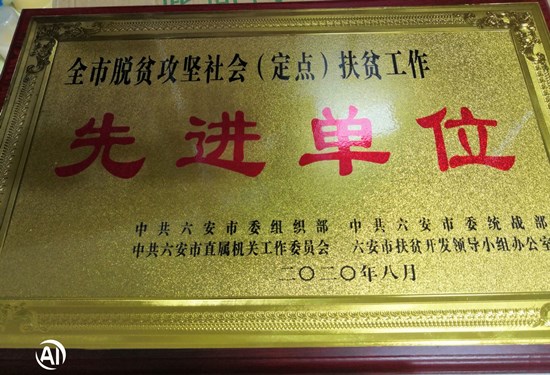 全市脱贫攻坚社会（定点）扶贫工作
先进单位
中共六安市委组织部 中共六安市委统战部
中共六安市直属机关工作委员会 六安市扶贫开发领导小组办公室
二〇二〇年八月
AI